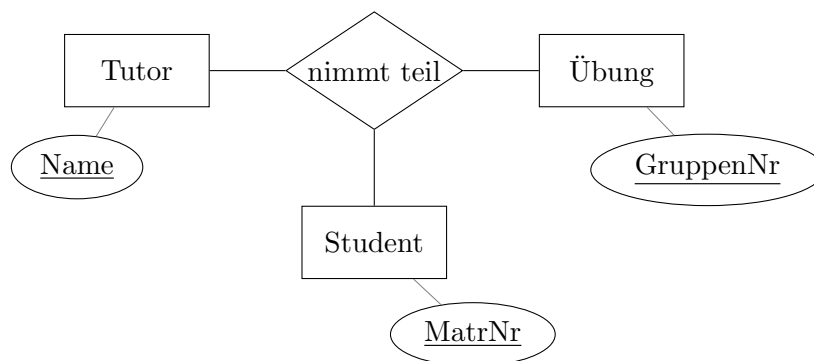 Tutor
nimmt teil
Übung
Name
GruppenNr
Student
MatrNr